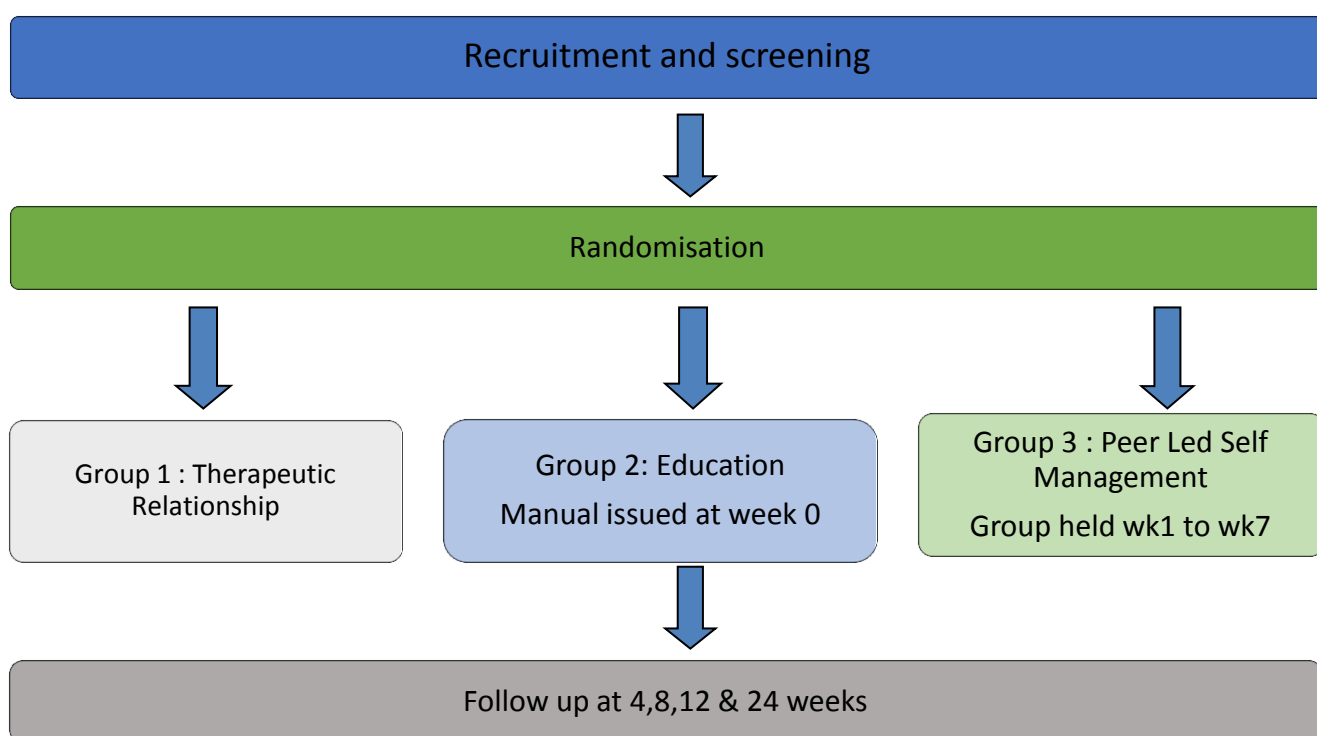 Recruitment and screening
Randomisation
Group 1 : Therapeutic
Relationship
Group 2: Education
Manual issued at week 0
Group 3 : Peer Led Self
Management
Group held wk1 to wk7
Follow up at 4,8,12 & 24 weeks